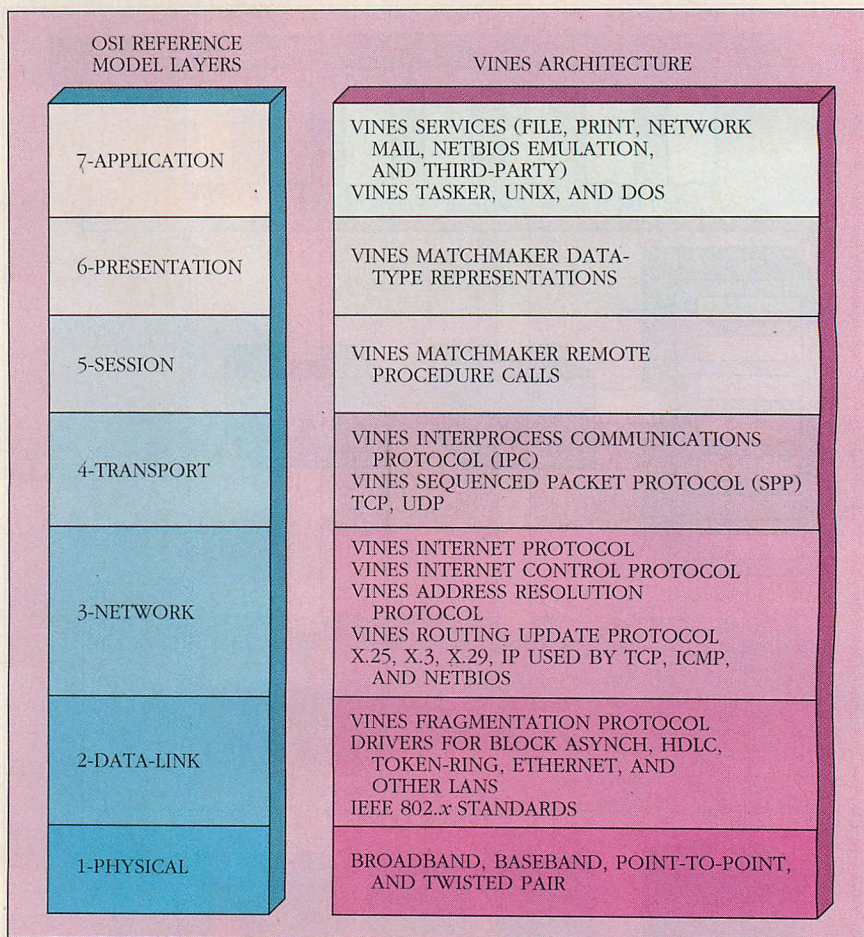 OSI REFERENCE
MODEL LAYERS
VINES ARCHITECTURE
7-APPLICATION
VINES SERVICES (FILE, PRINT, NETWORK
MAIL, NETBIOS EMULATION,
AND THIRD-PARTY)
VINES TASKER, UNIX, AND DOS
6-PRESENTATION
VINES MATCHMAKER DATA-
TYPE REPRESENTATIONS
5-SESSION
VINES MATCHMAKER REMOTE
PROCEDURE CALLS
4-TRANSPORT
VINES INTERPROCESS COMMUNICATIONS
PROTOCOL (IPC)
VINES SEQUENCED PACKET PROTOCOL (SPP)
TCP, UDP
3-NETWORK
VINES INTERNET PROTOCOL
VINES INTERNET CONTROL PROTOCOL
VINES ADDRESS RESOLUTION
PROTOCOL
VINES ROUTING UPDATE PROTOCOL
X.25, X.3, X.29, IP USED BY TCP, ICMP,
AND NETBIOS
2-DATA-LINK
VINES FRAGMENTATION PROTOCOL
DRIVERS FOR BLOCK ASYNCH, HDLC,
TOKEN-RING, ETHERNET, AND
OTHER LANS
IEEE 802.x STANDARDS
1-PHYSICAL
BROADBAND, BASEBAND, POINT-TO-POINT,
AND TWISTED PAIR